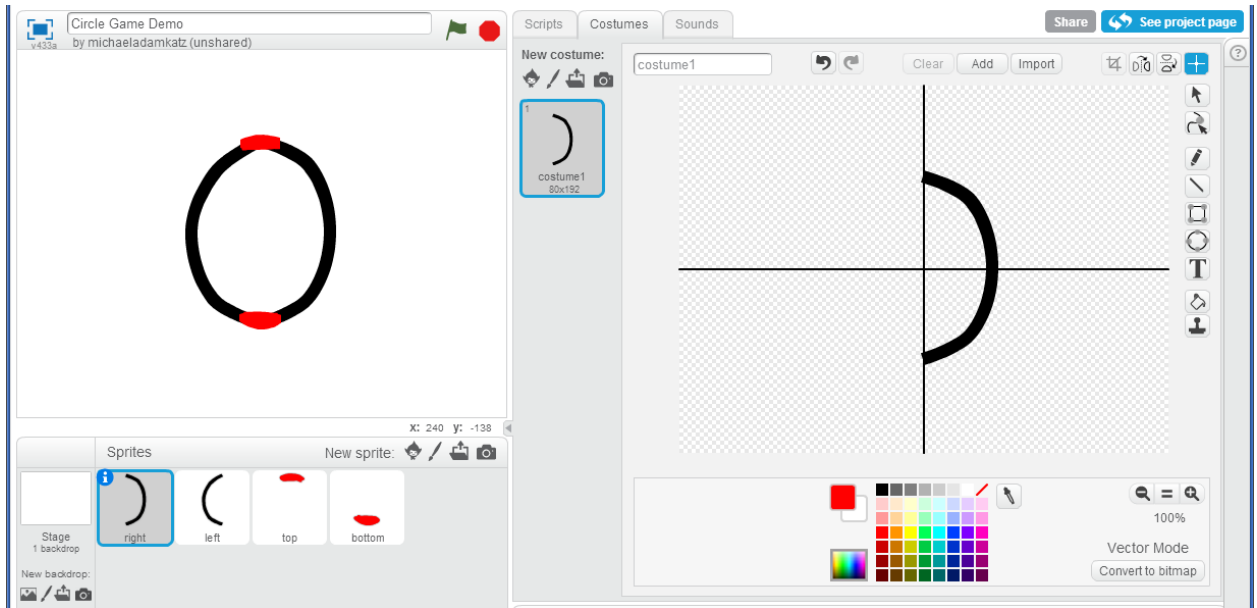 v433a
Circle Game Demo
by michaeladamkatz (unshared)
Scripts
Costumes
Sounds
Share
See project page
New costume:
costume1
Clear
Add
Import
?
1
costume1
80x192
T
x: 240 y: -138
Sprites
New sprite:
i
Stage
1 backdrop
right
left
top
bottom
New backdrop:
100%
Vector Mode
Convert to bitmap